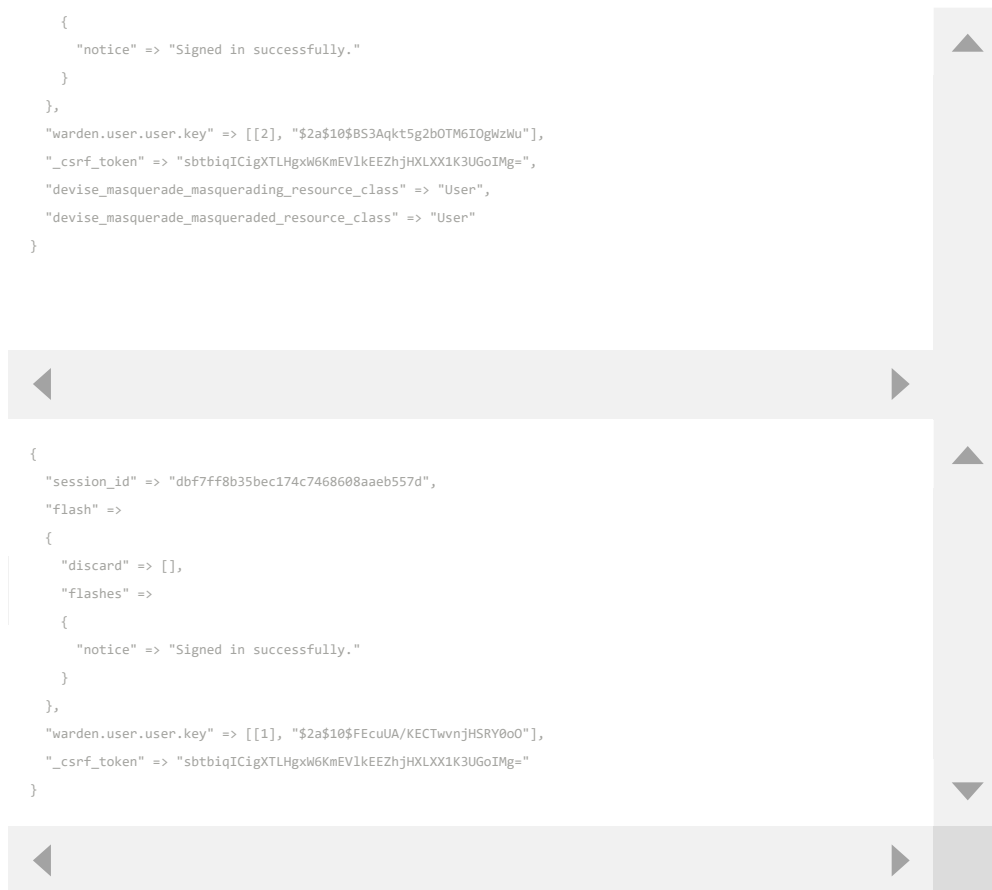 {
"notice" => "Signed in successfully."
}
},
"warden.user.user.key" => [[2], "$2a$10$BS3Aqkt5g2bOTM6IOgWzWu"],
"_csrf_token" => "sbtbiqICigXTLHgxW6KmEVlkEEZhjHXLXX1K3UGoIMg=",
"devise_masquerade_masquerading_resource_class" => "User",
"devise_masquerade_masqueraded_resource_class" => "User"
}
{
"session_id" => "dbf7ff8b35bec174c7468608aaeb557d",
"flash" =>
{
"discard" => [],
"flashes" =>
{
"notice" => "Signed in successfully."
}
},
"warden.user.user.key" => [[1], "$2a$10$FEcuUA/KECTwvnjHSRY0oO"],
"_csrf_token" => "sbtbiqICigXTLHgxW6KmEVlkEEZhjHXLXX1K3UGoIMg="
}